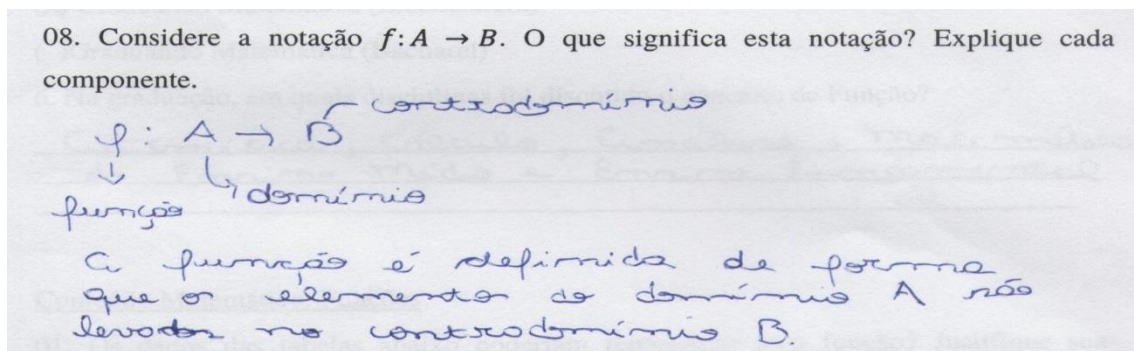 08. Considere a notação f: A → B. O que significa esta notação? Explique cada
componente.
f : A → B contradomínio
função domínio
A função é definida de forma
que os elementos do domínio A são
levados no contradomínio B.